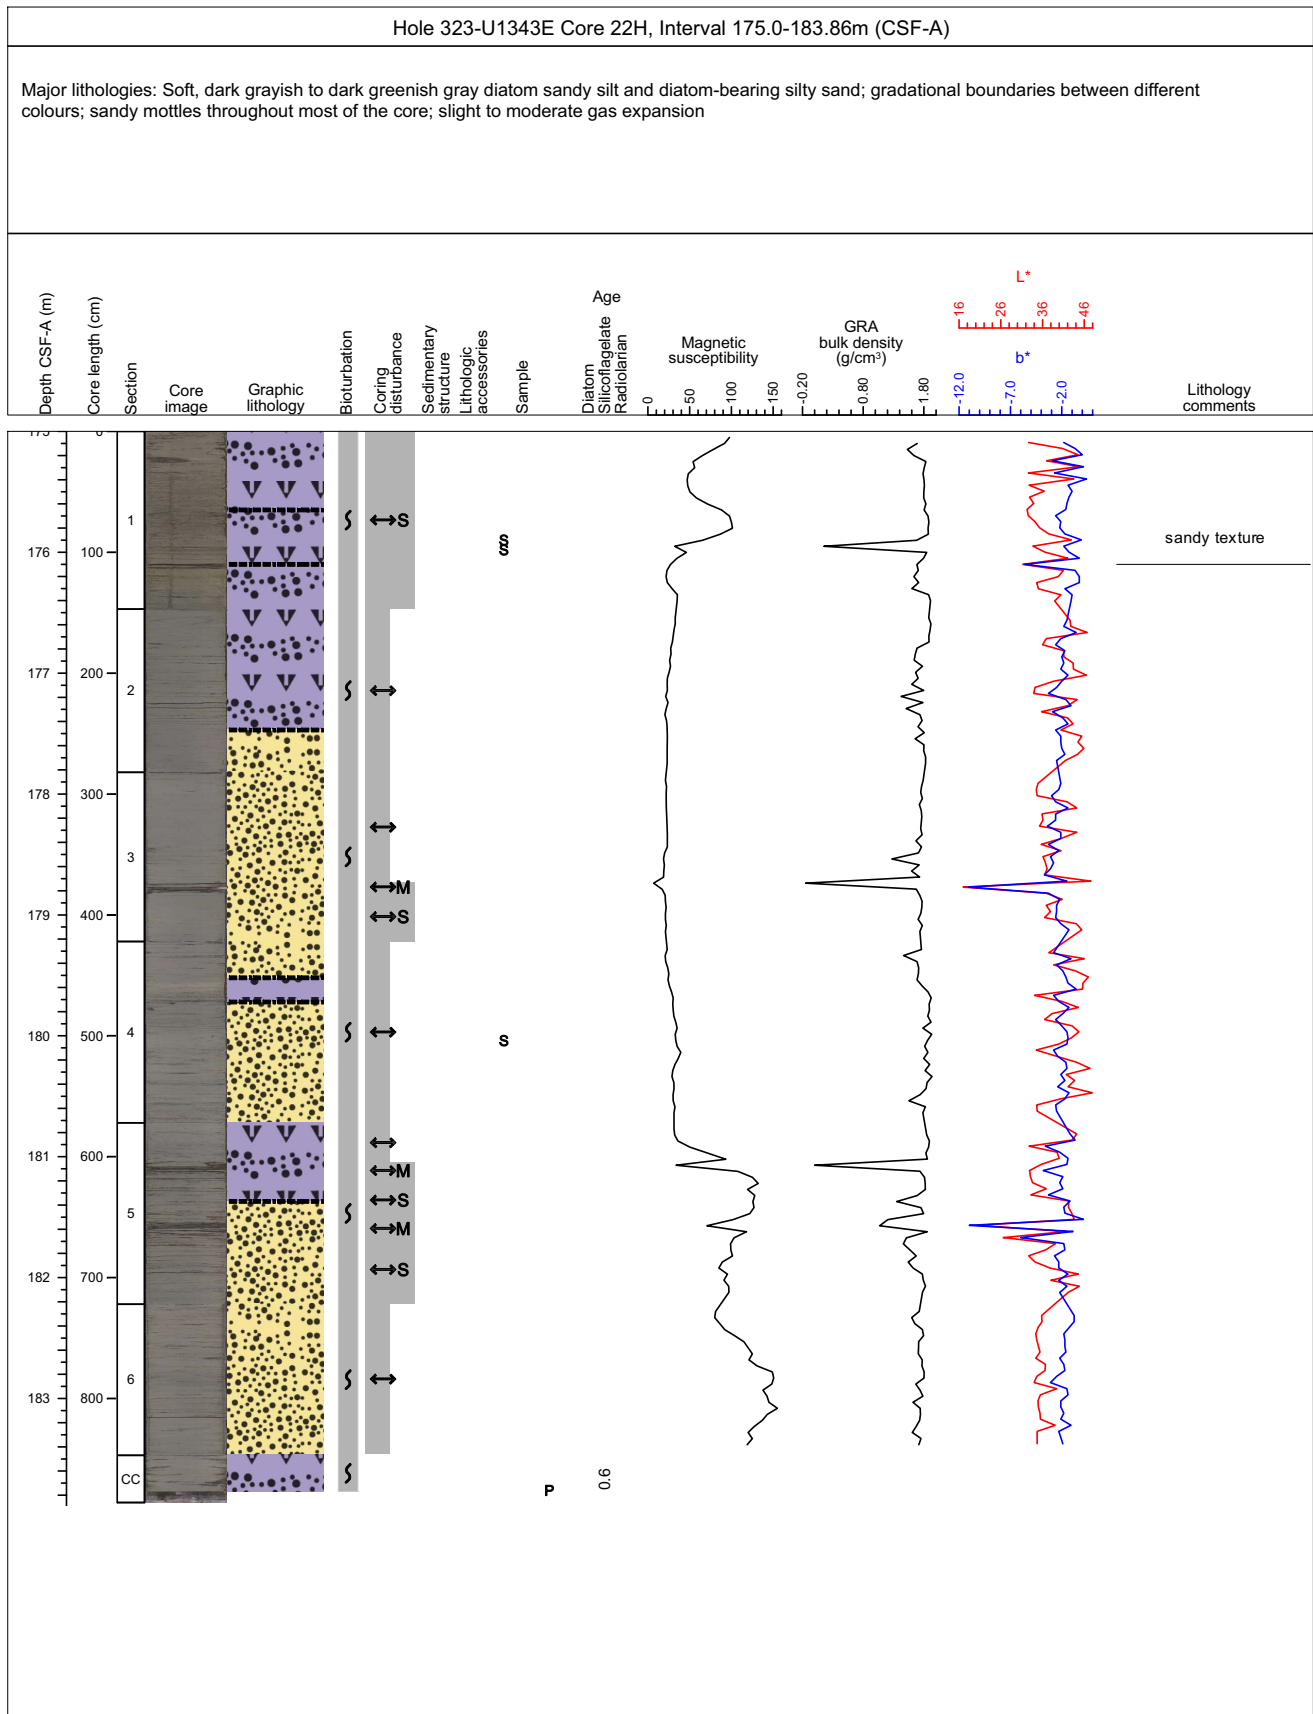 Hole 323-U1343E Core 22H, Interval 175.0-183.86m (CSF-A)
Major lithologies: Soft, dark grayish to dark greenish gray diatom sandy silt and diatom-bearing silty sand; gradational boundaries between different
colours; sandy mottles throughout most of the core; slight to moderate gas expansion
Depth CSF-A (m)
Core length (cm)
Section
Core
image
Graphic
lithology
Bioturbation
Coring
disturbance
Sedimentary
structure
Lithologic
accessories
Sample
Age
Diatom
Silicoflagelate
Radiolarian
Magnetic
susceptibility
0 50 100 150
GRA
bulk density
(g/cm³)
-0.20 0.80 1.80
L*
16 26 36 46
b*
-12.0 -7.0 -2.0
Lithology
comments
175 0
1
S
S
S
176 100
sandy texture
177 200
2
178 300
3
M
179 400
S
4
180 500
S
181 600
M
S
5
M
S
182 700
6
183 800
CC
P
0.6